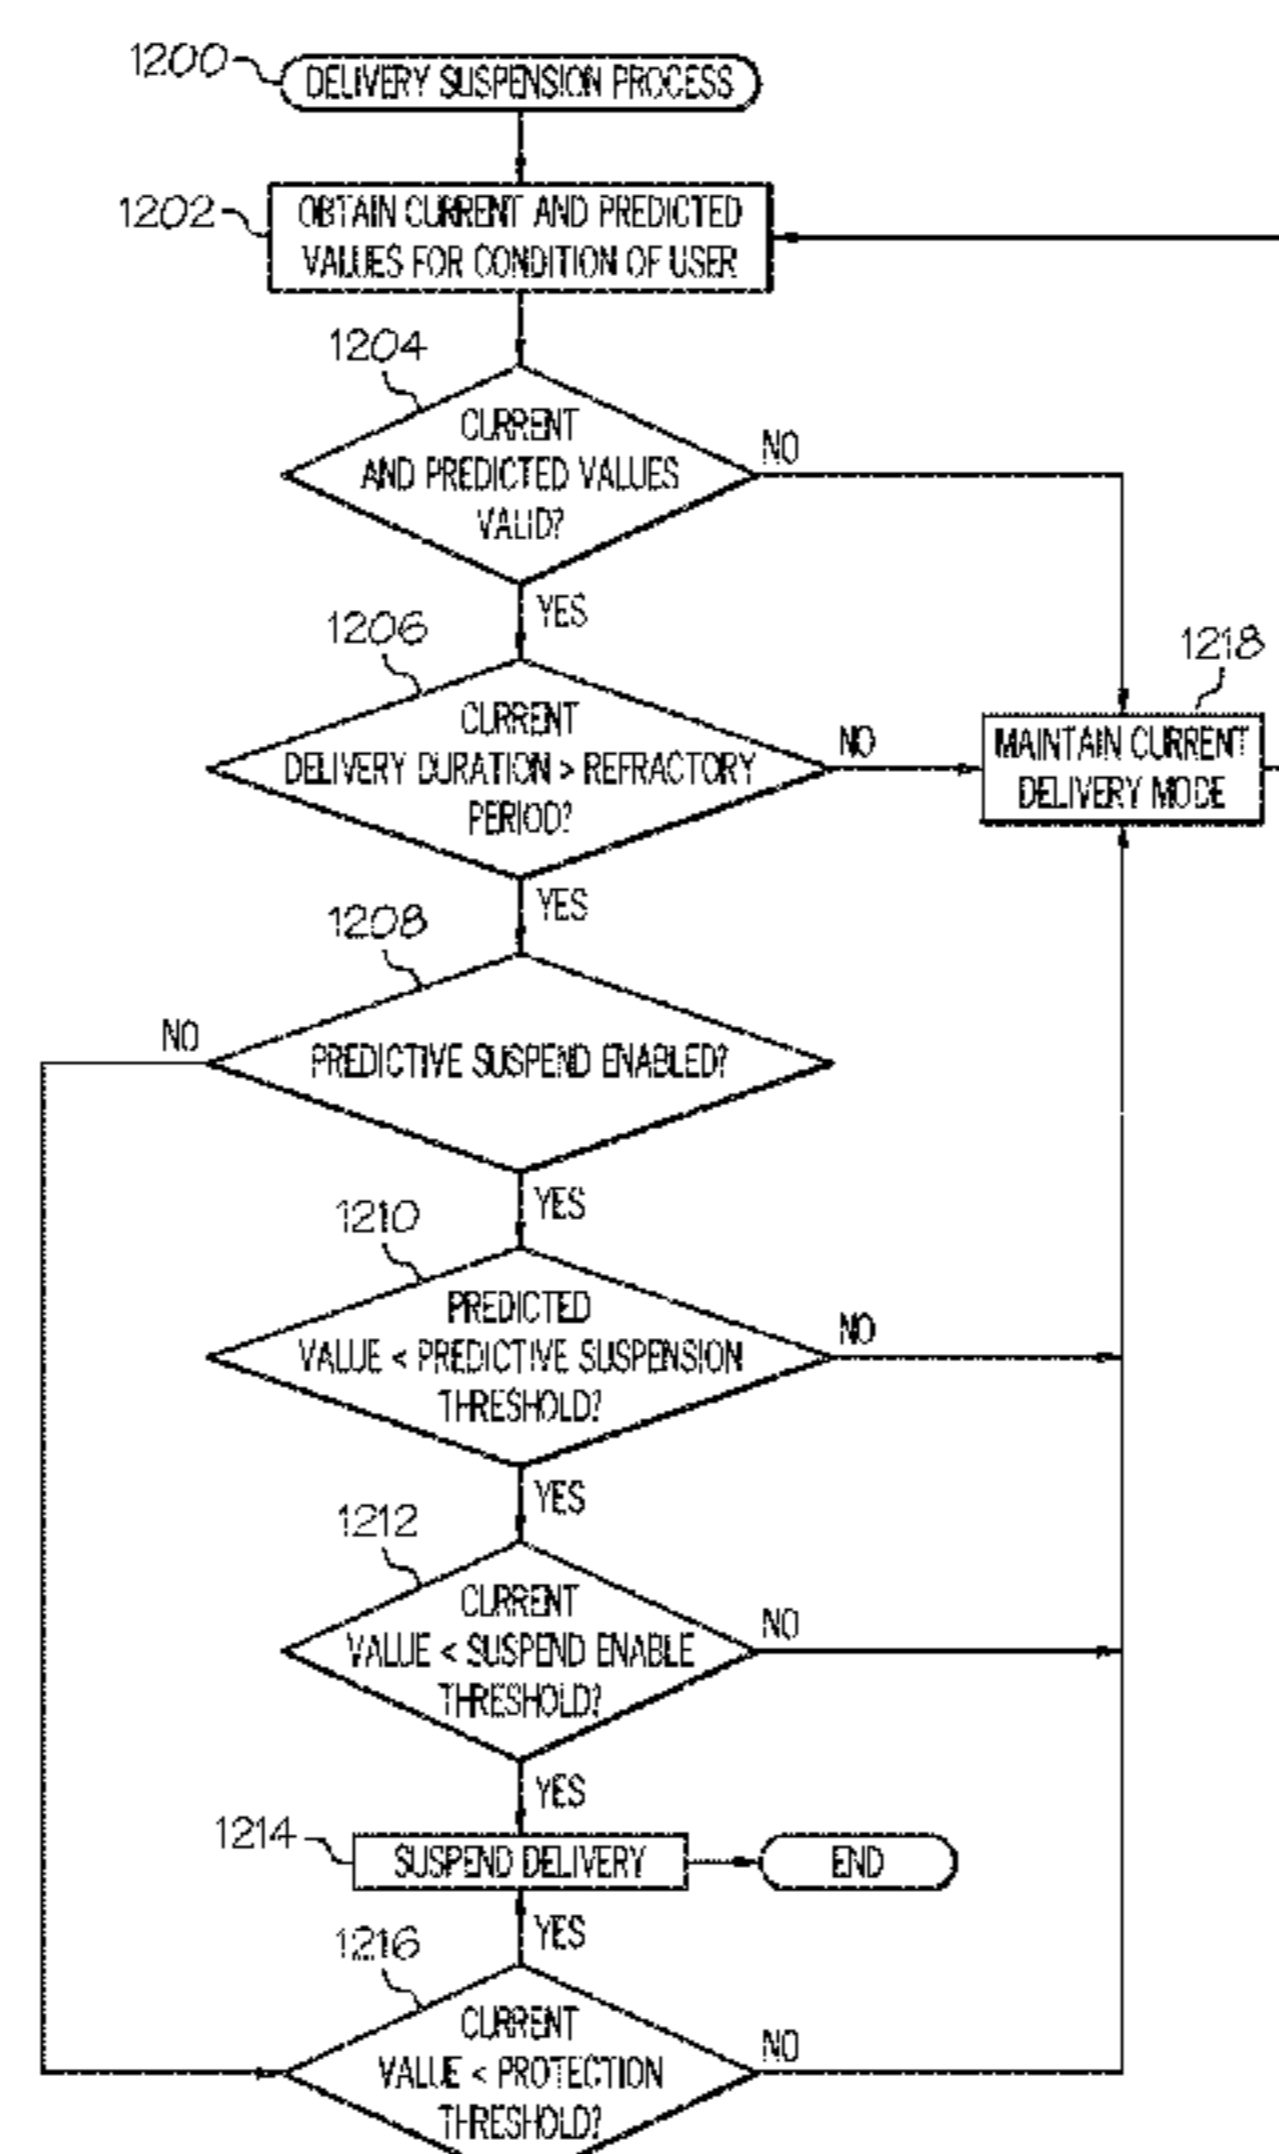 1200
DELIVERY SUSPENSION PROCESS
1202
OBTAIN CURRENT AND PREDICTED
VALUES FOR CONDITION OF USER
1204
CURRENT
AND PREDICTED VALUES
VALID?
NO
YES
1206
CURRENT
DELIVERY DURATION > REFRACTORY
PERIOD?
NO
1218
MAINTAIN CURRENT
DELIVERY MODE
YES
1208
NO
PREDICTIVE SUSPEND ENABLED?
YES
1210
PREDICTED
VALUE < PREDICTIVE SUSPENSION
THRESHOLD?
NO
YES
1212
CURRENT
VALUE < SUSPEND ENABLE
THRESHOLD?
NO
YES
1214
SUSPEND DELIVERY
END
YES
1216
CURRENT
VALUE < PROTECTION
THRESHOLD?
NO